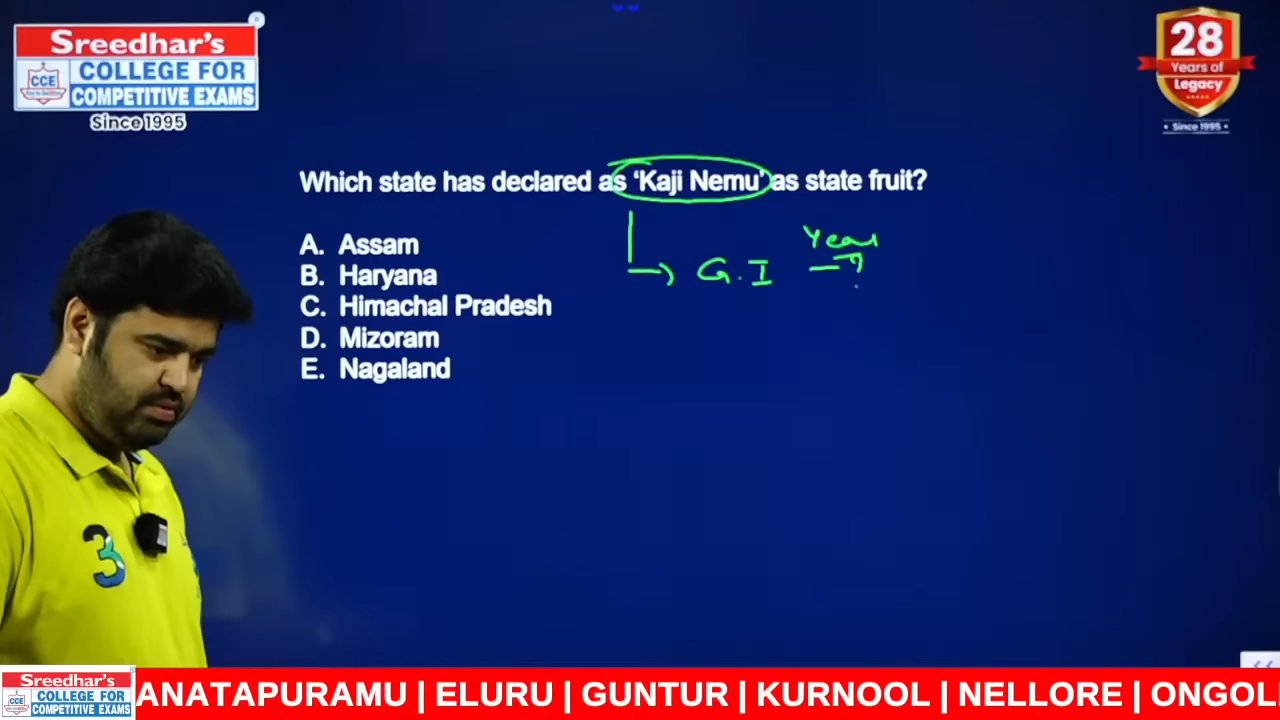 Sreedhar's
CCE
COLLEGE FOR
COMPETITIVE EXAMS
Since 1995
28
Years of
Legacy
• Since 1995 •
Which state has declared as ‘Kaji Nemu’ as state fruit?
A. Assam
B. Haryana
C. Himachal Pradesh
D. Mizoram
E. Nagaland
Year
→ G.I – ?
3
Sreedhar's
CCE
COLLEGE FOR
COMPETITIVE EXAMS
ANATAPURAMU | ELURU | GUNTUR | KURNOOL | NELLORE | ONGOL